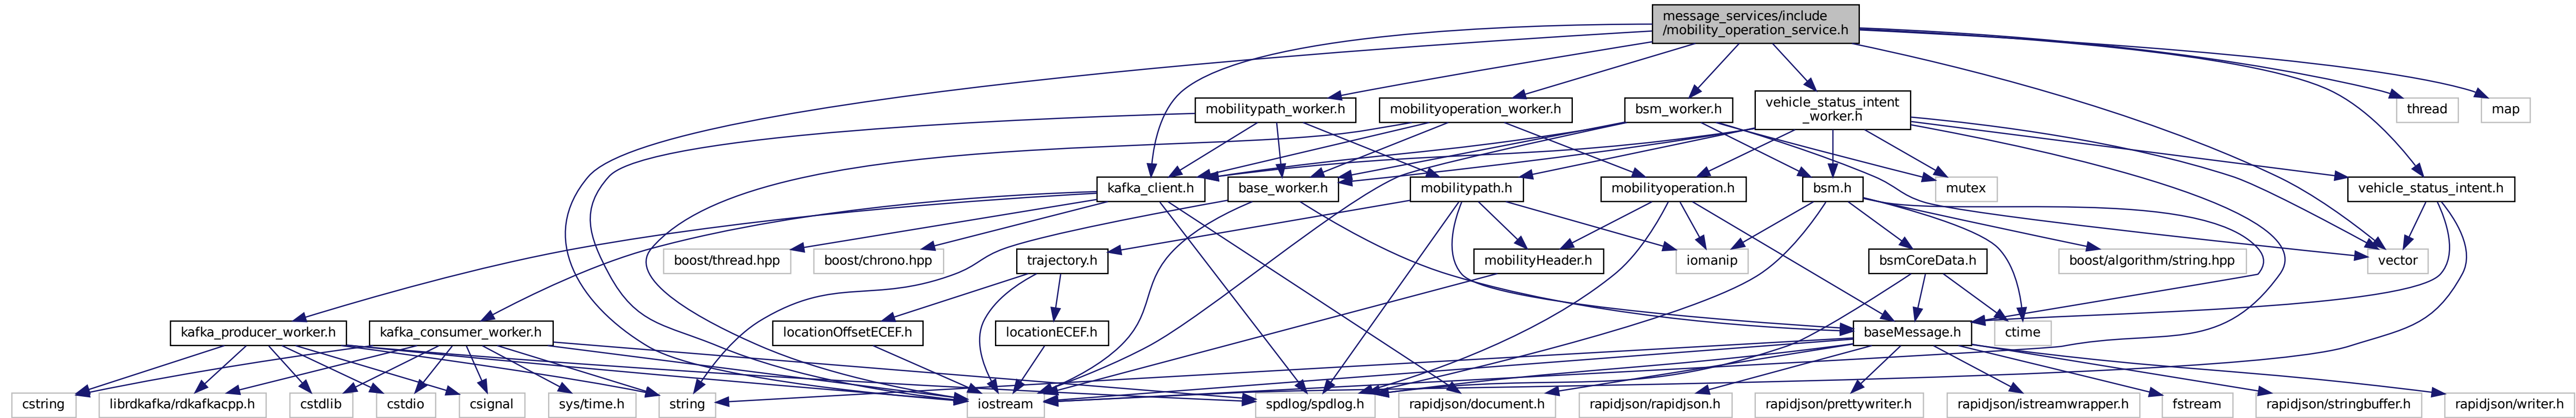 message_services/include
/mobility_operation_service.h
mobilitypath_worker.h
mobilityoperation_worker.h
bsm_worker.h
vehicle_status_intent
_worker.h
thread
map
kafka_client.h
base_worker.h
mobilitypath.h
mobilityoperation.h
bsm.h
mutex
vehicle_status_intent.h
boost/thread.hpp
boost/chrono.hpp
trajectory.h
mobilityHeader.h
iomanip
bsmCoreData.h
boost/algorithm/string.hpp
vector
kafka_producer_worker.h
kafka_consumer_worker.h
locationOffsetECEF.h
locationECEF.h
baseMessage.h
ctime
cstring
librdkafka/rdkafkacpp.h
cstdlib
cstdio
csignal
sys/time.h
string
iostream
spdlog/spdlog.h
rapidjson/document.h
rapidjson/rapidjson.h
rapidjson/prettywriter.h
rapidjson/istreamwrapper.h
fstream
rapidjson/stringbuffer.h
rapidjson/writer.h